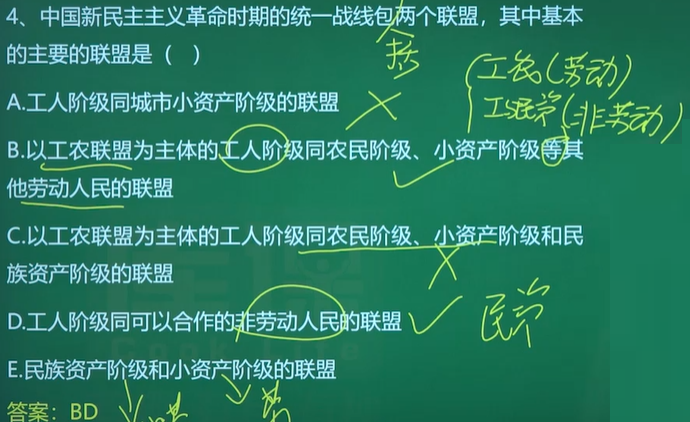 4、中国新民主主义革命时期的统一战线包两个联盟，其中基本
括
的主要的联盟是（ ）
工农（劳动）
A.工人阶级同城市小资产阶级的联盟
（非劳动）
B.以工农联盟为主体的工人阶级同农民阶级、小资产阶级等其
他劳动人民的联盟
C.以工农联盟为主体的工人阶级同农民阶级、小资产阶级和民
族资产阶级的联盟
D.工人阶级同可以合作的非劳动人民的联盟
民资
E.民族资产阶级和小资产阶级的联盟
答案：BD